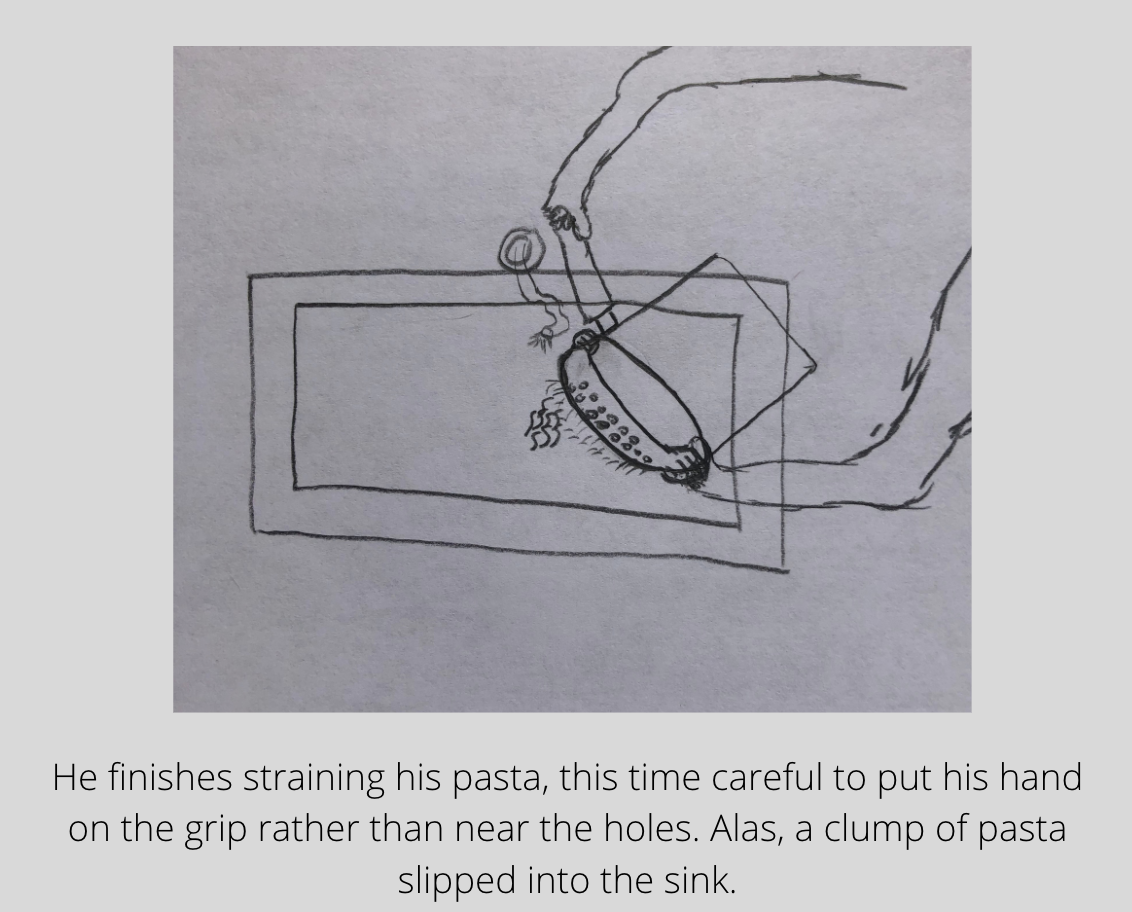 He finishes straining his pasta, this time careful to put his hand
on the grip rather than near the holes. Alas, a clump of pasta
slipped into the sink.